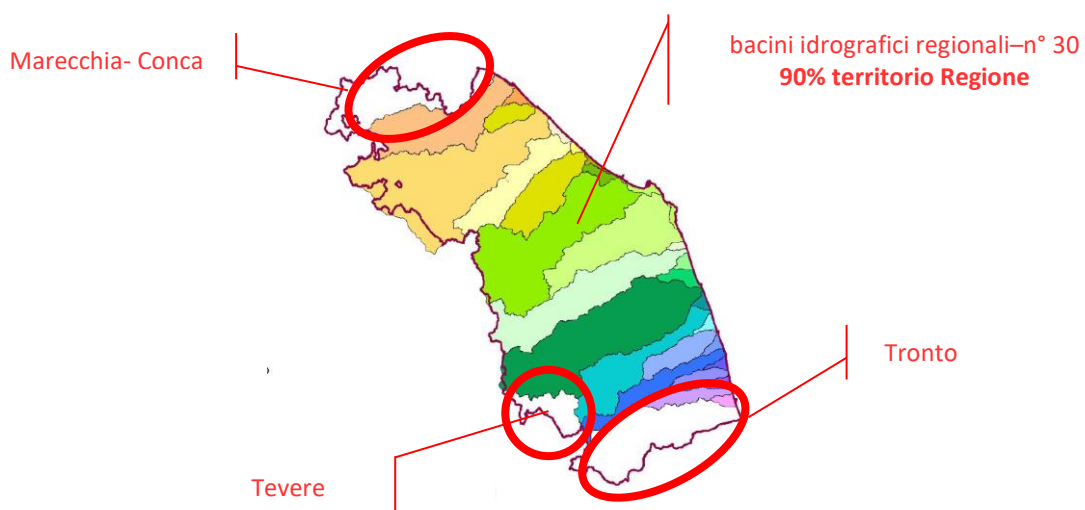 Marecchia- Conca
bacini idrografici regionali–n° 30
90% territorio Regione
Tronto
Tevere